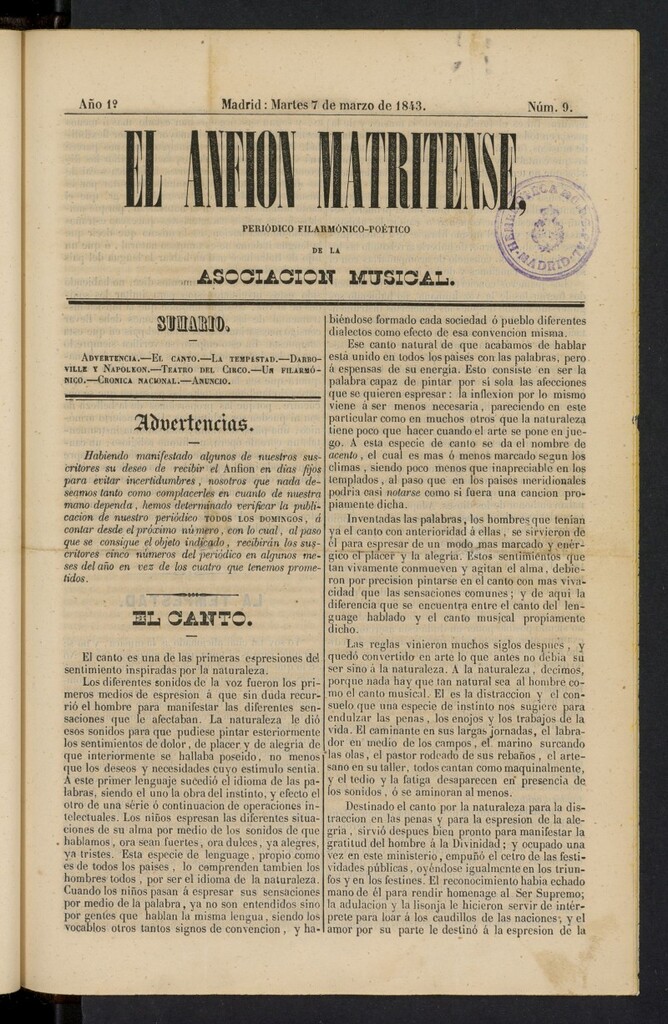 Año 1º Madrid: Martes 7 de marzo de 1843. Núm. 9.
EL ANFION MATRITENSE,
PERIÓDICO FILARMÓNICO-POÉTICO
DE LA
ASOCIACION MUSICAL.
HEMEROTECA MUNICIPAL
MADRID
SUMARIO.
ADVERTENCIA.—EL CANTO.—LA TEMPESTAD.—DARBO-
VILLE Y NAPOLEON.—TEATRO DEL CIRCO.—UN FILARMÓ-
NICO.—CRONICA NACIONAL.—ANUNCIO.
Advertencias.
Habiendo manifestado algunos de nuestros sus-
critores su deseo de recibir el Anfion en dias fijos
para evitar incertidumbres, nosotros que nada de-
seamos tanto como complacerles en cuanto de nuestra
mano dependa, hemos determinado verificar la publi-
cacion de nuestro periódico TODOS LOS DOMINGOS, á
contar desde el próximo número, con lo cual, al paso
que se consigue el objeto indicado, recibirán los sus-
critores cinco números del periódico en algunos me-
ses del año en vez de los cuatro que tenemos prome-
tidos.
EL CANTO.
El canto es una de las primeras espresiones del
sentimiento inspiradas por la naturaleza.
Los diferentes sonidos de la voz fueron los pri-
meros medios de espresion á que sin duda recur-
rió el hombre para manifestar las diferentes sen-
saciones que le afectaban. La naturaleza le dió
esos sonidos para que pudiese pintar esteriormente
los sentimientos de dolor, de placer y de alegria de
que interiormente se hallaba poseido, no menos
que los deseos y necesidades cuyo estimulo sentia.
A este primer lenguaje sucedió el idioma de las pa-
labras, siendo el uno la obra del instinto, y efecto el
otro de una série ó continuacion de operaciones in-
telectuales. Los niños espresan las diferentes situa-
ciones de su alma por medio de los sonidos de que
hablamos, ora sean fuertes, ora dulces, ya alegres,
ya tristes. Esta especie de lenguage, propio como
es de todos los paises, lo comprenden tambien los
hombres todos, por ser el idioma de la naturaleza.
Cuando los niños pasan á espresar sus sensaciones
por medio de la palabra, ya no son entendidos sino
por gentes que hablan la misma lengua, siendo los
vocablos otros tantos signos de convencion, y ha-
biéndose formado cada sociedad ó pueblo diferentes
dialectos como efecto de esa convencion misma.
Ese canto natural de que acabamos de hablar
está unido en todos los paises con las palabras, pero
á espensas de su energia. Esto consiste en ser la
palabra capaz de pintar por si sola las afecciones
que se quieren espresar: la inflexion por lo mismo
viene á ser menos necesaria, pareciendo en este
particular como en muchos otros que la naturaleza
tiene poco que hacer cuando el arte se pone en jue-
go. A esta especie de canto se da el nombre de
acento, el cual es mas ó menos marcado segun los
climas, siendo poco menos que inapreciable en los
templados, al paso que en los paises meridionales
podria casi notarse como si fuera una cancion pro-
piamente dicha.
Inventadas las palabras, los hombres que tenian
ya el canto con anterioridad á ellas, se sirvieron de
él para espresar de un modo mas marcado y enér-
gico el placer y la alegria. Estos sentimientos que
tan vivamente conmueven y agitan el alma, debie-
ron por precision pintarse en el canto con mas viva-
cidad que las sensaciones comunes; y de aqui la
diferencia que se encuentra entre el canto del len-
guage hablado y el canto musical propiamente
dicho.
Las reglas vinieron muchos siglos despues, y
quedó convertido en arte lo que antes no debia su
ser sino á la naturaleza. A la naturaleza, decimos,
porque nada hay que tan natural sea al hombre co-
mo el canto musical. El es la distraccion y el con-
suelo que una especie de instinto nos sugiere para
endulzar las penas, los enojos y los trabajos de la
vida. El caminante en sus largas jornadas, el labra-
dor en medio de los campos, el marino surcando
las olas, el pastor rodeado de sus rebaños, el arte-
sano en su taller, todos cantan como maquinalmente,
y el tedio y la fatiga desaparecen en presencia de
los sonidos, ó se aminoran al menos.
Destinado el canto por la naturaleza para la dis-
traccion en las penas y para la espresion de la ale-
gria, sirvió despues bien pronto para manifestar la
gratitud del hombre á la Divinidad; y ocupado una
vez en este ministerio, empuñó el cetro de las festi-
vidades públicas, oyéndose igualmente en los triun-
fos y en los festines. El reconocimiento habia echado
mano de él para rendir homenage al Ser Supremo;
la adulacion y la lisonja le hicieron servir de intér-
prete para loar á los caudillos de las naciones; y el
amor por su parte le destinó á la espresion de la